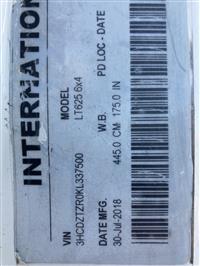 INTERNATION
MODEL
LT625 6x4
PD LOC - DATE
VIN
3HCDZTZR0KL337500
W.B.
445.0 CM 175.0 IN
DATE MFG.
30-Jul-2018